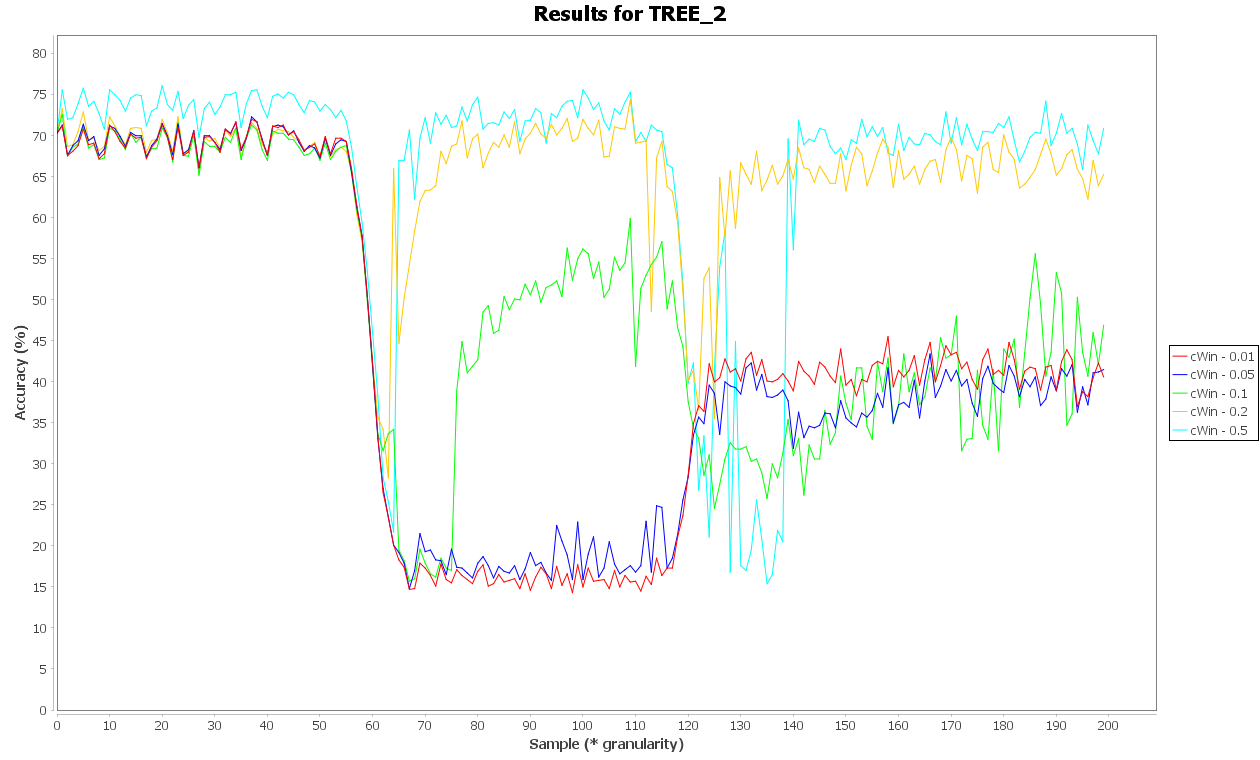 Results for TREE_2
80
75
70
65
60
55
50
45
40
35
30
25
20
15
10
5
0
Accuracy (%)
0 10 20 30 40 50 60 70 80 90 100 110 120 130 140 150 160 170 180 190 200
Sample (* granularity)
cWin - 0.01
cWin - 0.05
cWin - 0.1
cWin - 0.2
cWin - 0.5